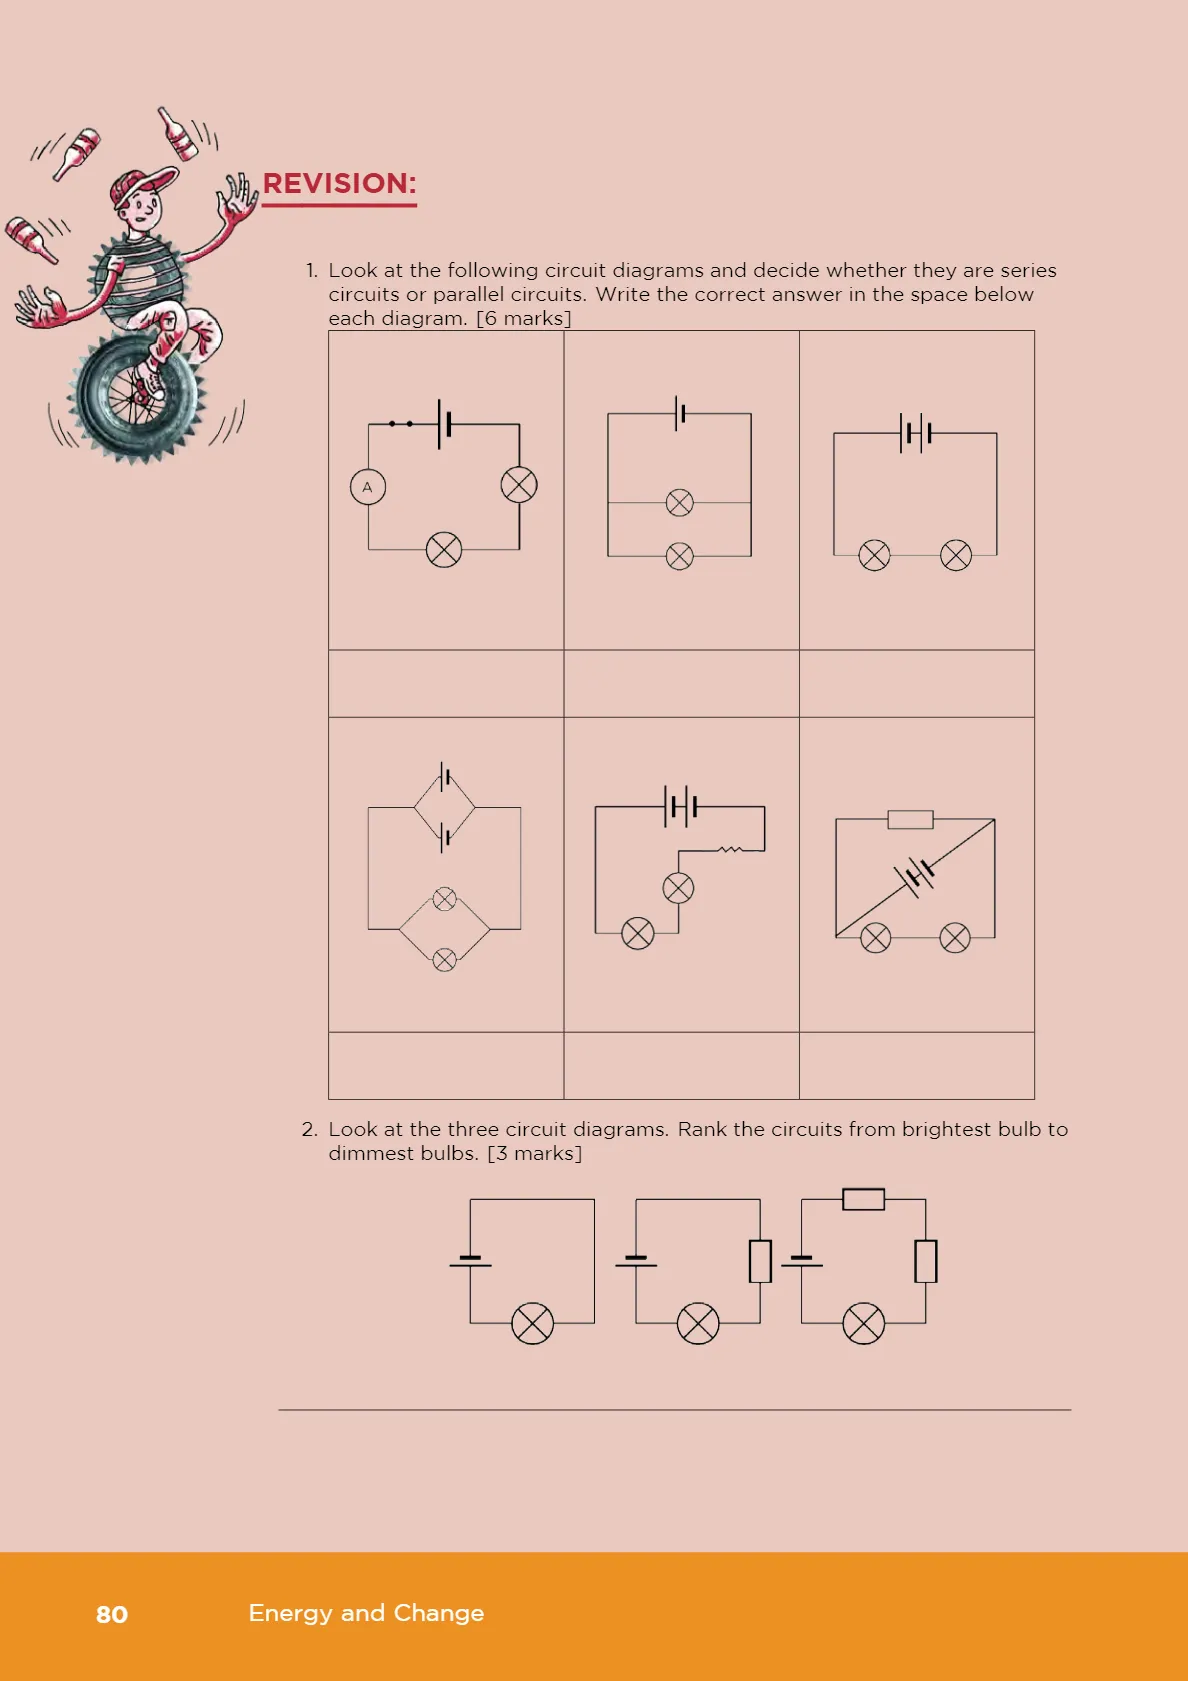 REVISION:
1. Look at the following circuit diagrams and decide whether they are series
circuits or parallel circuits. Write the correct answer in the space below
each diagram. [6 marks]
A
2. Look at the three circuit diagrams. Rank the circuits from brightest bulb to
dimmest bulbs. [3 marks]
80
Energy and Change